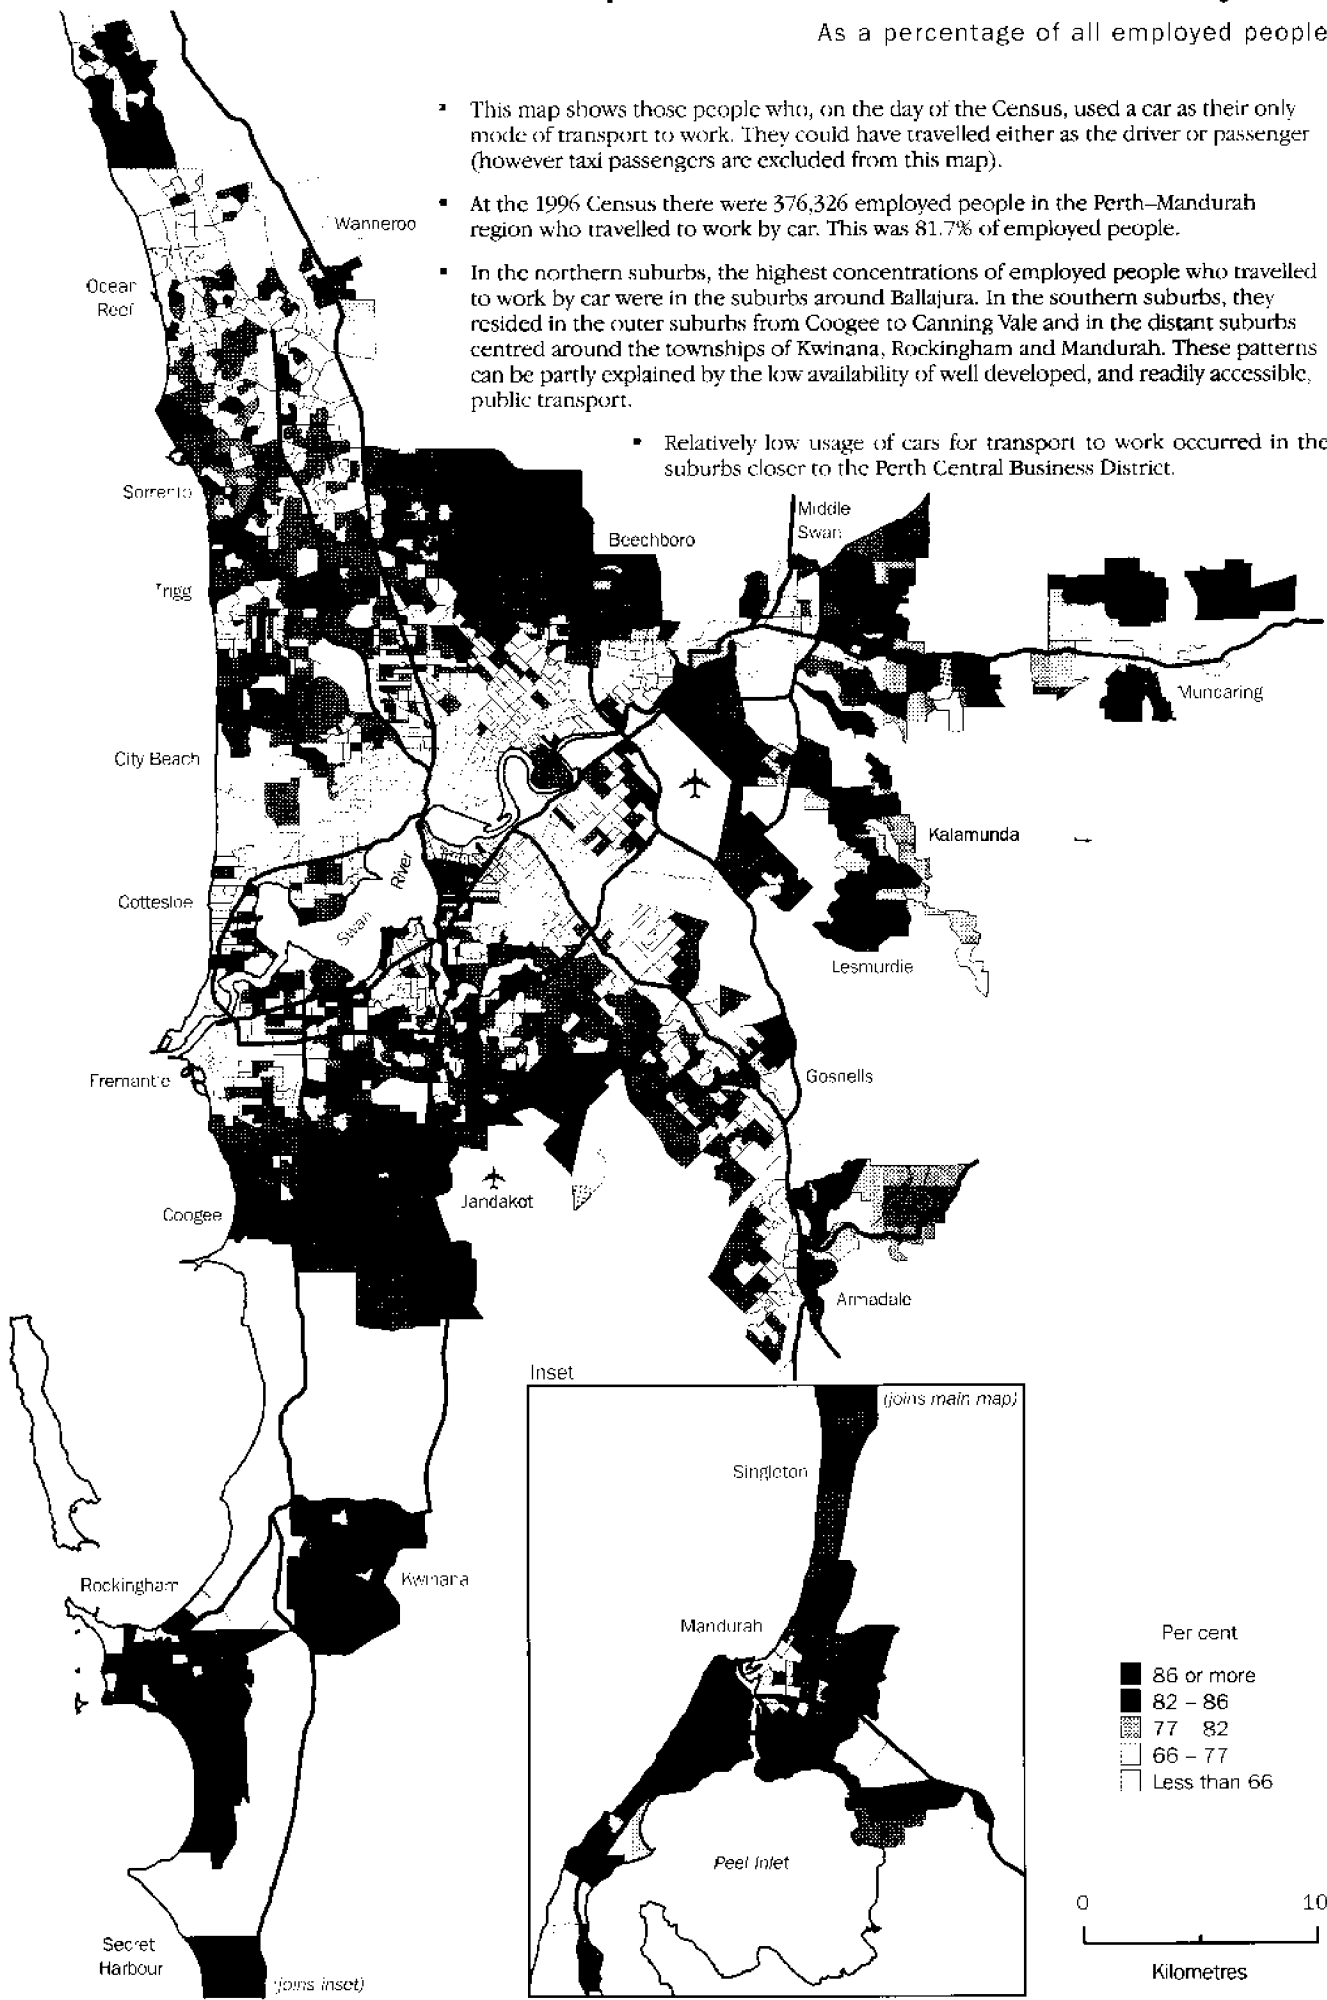 As a percentage of all employed people
▪ This map shows those people who, on the day of the Census, used a car as their only
mode of transport to work. They could have travelled either as the driver or passenger
(however taxi passengers are excluded from this map).
▪ At the 1996 Census there were 376,326 employed people in the Perth–Mandurah
region who travelled to work by car. This was 81.7% of employed people.
▪ In the northern suburbs, the highest concentrations of employed people who travelled
to work by car were in the suburbs around Ballajura. In the southern suburbs, they
resided in the outer suburbs from Coogee to Canning Vale and in the distant suburbs
centred around the townships of Kwinana, Rockingham and Mandurah. These patterns
can be partly explained by the low availability of well developed, and readily accessible,
public transport.
▪ Relatively low usage of cars for transport to work occurred in the
suburbs closer to the Perth Central Business District.
Wanneroo
Ocean
Reef
Sorrento
Middle
Swan
Beechboro
Trigg
Mundaring
City Beach
Kalamunda
River
Swan
Cottesloe
Lesmurdie
Fremantle
Gosnells
Jandakot
Coogee
Armadale
Inset
(joins main map)
Singleton
Rockingham
Kwinana
Mandurah
Per cent
86 or more
82 – 86
77 82
66 – 77
Less than 66
Peel Inlet
0 10
Kilometres
Secret
Harbour
(joins inset)